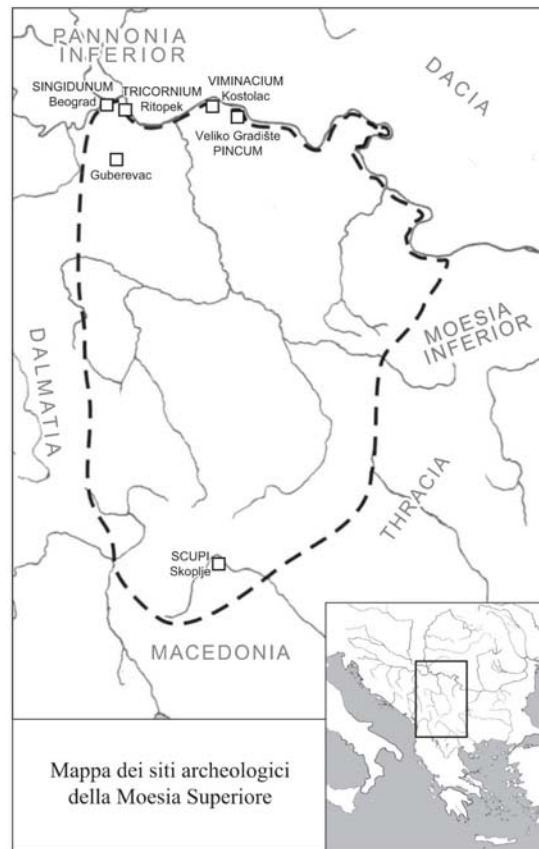 PANNONIA
INFERIOR
DACIA
SINGIDUNUM
Beograd
TRICORNIUM
Ritopek
VIMINACIUM
Kostolac
Veliko Gradište
PINCUM
Guberevac
DALMATIA
MOESIA
INFERIOR
THRACIA
SCUPI
Skoplje
MACEDONIA
Mappa dei siti archeologici
della Moesia Superiore